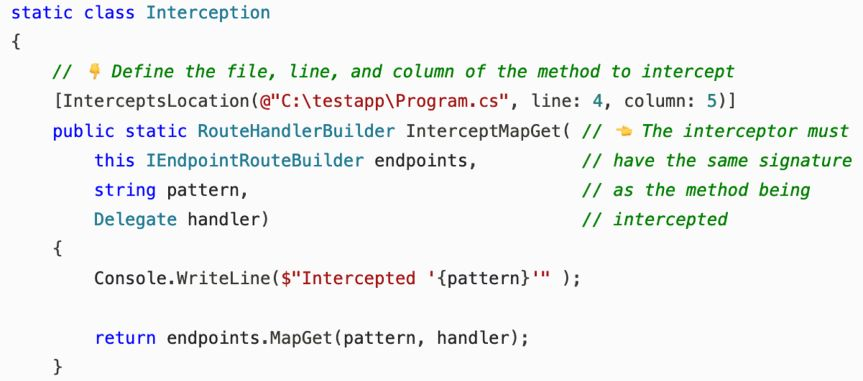 static class Interception
{
    // 👇 Define the file, line, and column of the method to intercept
    [InterceptsLocation(@"C:\testapp\Program.cs", line: 4, column: 5)]
    public static RouteHandlerBuilder InterceptMapGet( // 👈 The interceptor must
        this IEndpointRouteBuilder endpoints,          // have the same signature
        string pattern,                                // as the method being
        Delegate handler)                              // intercepted
    {
        Console.WriteLine($"Intercepted '{pattern}'" );

        return endpoints.MapGet(pattern, handler);
    }